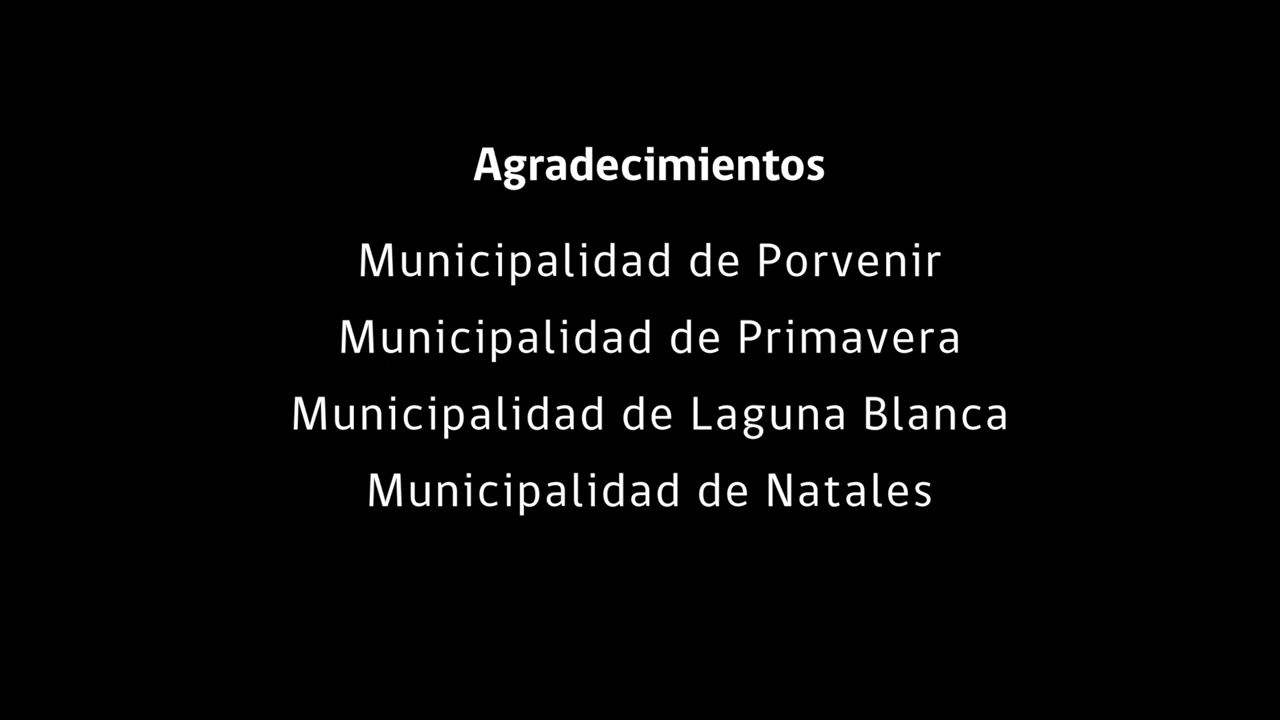 Agradecimientos
Municipalidad de Porvenir
Municipalidad de Primavera
Municipalidad de Laguna Blanca
Municipalidad de Natales